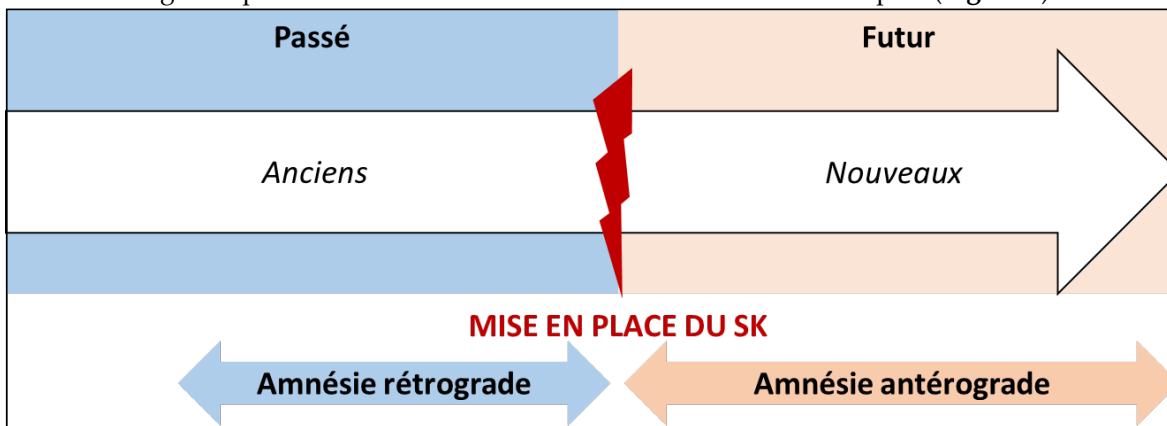 Passé Futur
Anciens Nouveaux
MISE EN PLACE DU SK
Amnésie rétrograde Amnésie antérograde